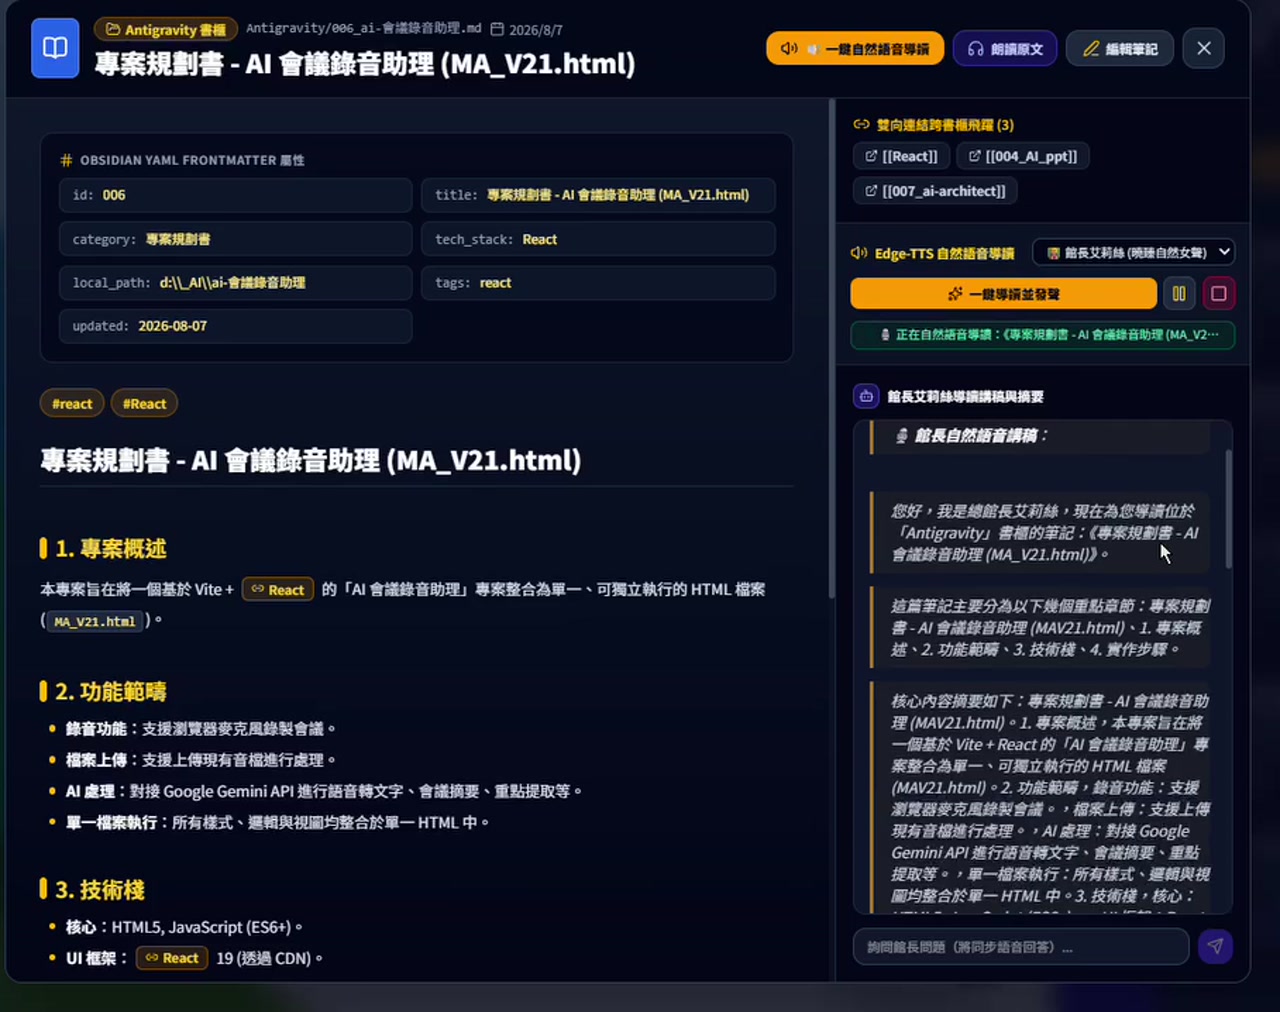 Antigravity 書櫃
Antigravity/006_ai-會議錄音助理.md
2026/8/7
專案規劃書 - AI 會議錄音助理 (MA_V21.html)
一鍵自然語音導讀
朗讀原文
編輯筆記
# OBSIDIAN YAML FRONTMATTER 屬性
id: 006
title: 專案規劃書 - AI 會議錄音助理 (MA_V21.html)
category: 專案規劃書
tech_stack: React
local_path: d:\\_AI\\ai-會議錄音助理
tags: react
updated: 2026-08-07
#react
#React
專案規劃書 - AI 會議錄音助理 (MA_V21.html)
1. 專案概述
本專案旨在將一個基於 Vite + React 的「AI 會議錄音助理」專案整合為單一、可獨立執行的 HTML 檔案
( MA_V21.html )。
2. 功能範疇
錄音功能：支援瀏覽器麥克風錄製會議。
檔案上傳：支援上傳現有音檔進行處理。
AI 處理：對接 Google Gemini API 進行語音轉文字、會議摘要、重點提取等。
單一檔案執行：所有樣式、邏輯與視圖均整合於單一 HTML 中。
3. 技術棧
核心：HTML5, JavaScript (ES6+)。
UI 框架： React 19 (透過 CDN)。
雙向連結跨書櫃飛躍 (3)
[[React]]
[[004_AI_ppt]]
[[007_ai-architect]]
Edge-TTS 自然語音導讀
館長艾莉絲 (曉臻自然女聲)
一鍵導讀並發聲
正在自然語音導讀：《專案規劃書 - AI 會議錄音助理 (MA_V2…
館長艾莉絲導讀講稿與摘要
館長自然語音講稿：
您好，我是總館長艾莉絲，現在為您導讀位於
「Antigravity」書櫃的筆記：《專案規劃書 - AI
會議錄音助理 (MA_V21.html)》。
這篇筆記主要分為以下幾個重點章節：專案規劃
書 - AI 會議錄音助理 (MAV21.html)、1. 專案概
述、2. 功能範疇、3. 技術棧、4. 實作步驟。
核心內容摘要如下：專案規劃書 - AI 會議錄音助
理 (MAV21.html)。1. 專案概述，本專案旨在將
一個基於 Vite + React 的「AI 會議錄音助理」專
案整合為單一、可獨立執行的 HTML 檔案
(MAV21.html)。2. 功能範疇，錄音功能：支援
瀏覽器麥克風錄製會議。，檔案上傳：支援上傳
現有音檔進行處理。，AI 處理：對接 Google
Gemini API 進行語音轉文字、會議摘要、重點
提取等。，單一檔案執行：所有樣式、邏輯與視
圖均整合於單一 HTML 中。3. 技術棧，核心：
詢問館長問題（將同步語音回答）...